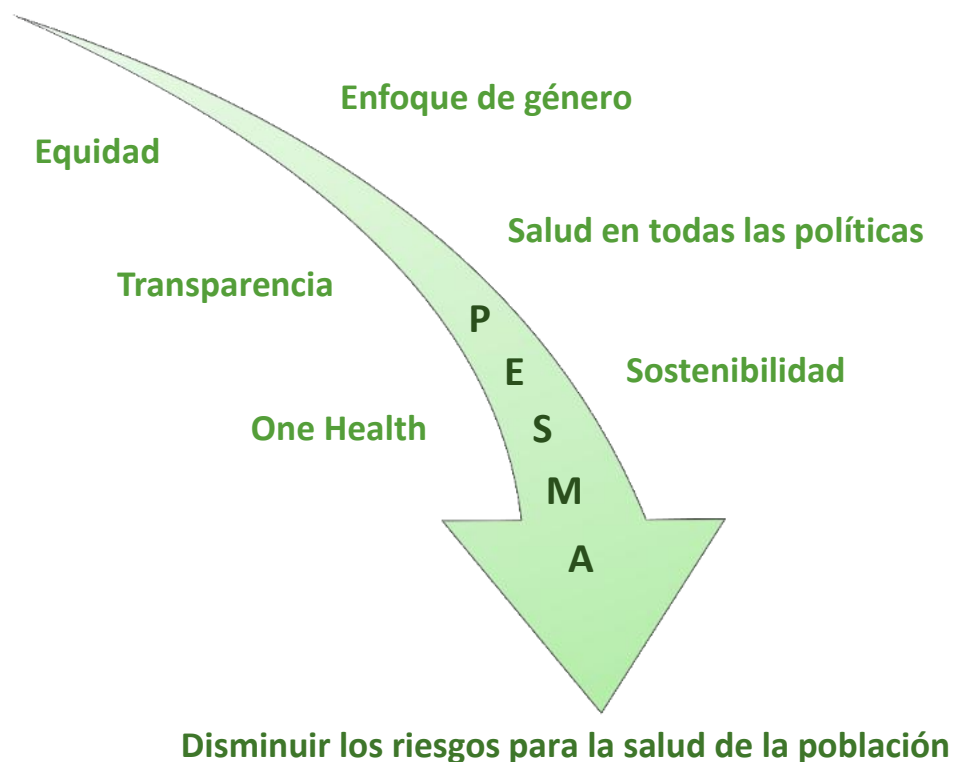 Enfoque de género
Equidad
Salud en todas las políticas
Transparencia
P
E
Sostenibilidad
One Health
S
M
A
Disminuir los riesgos para la salud de la población